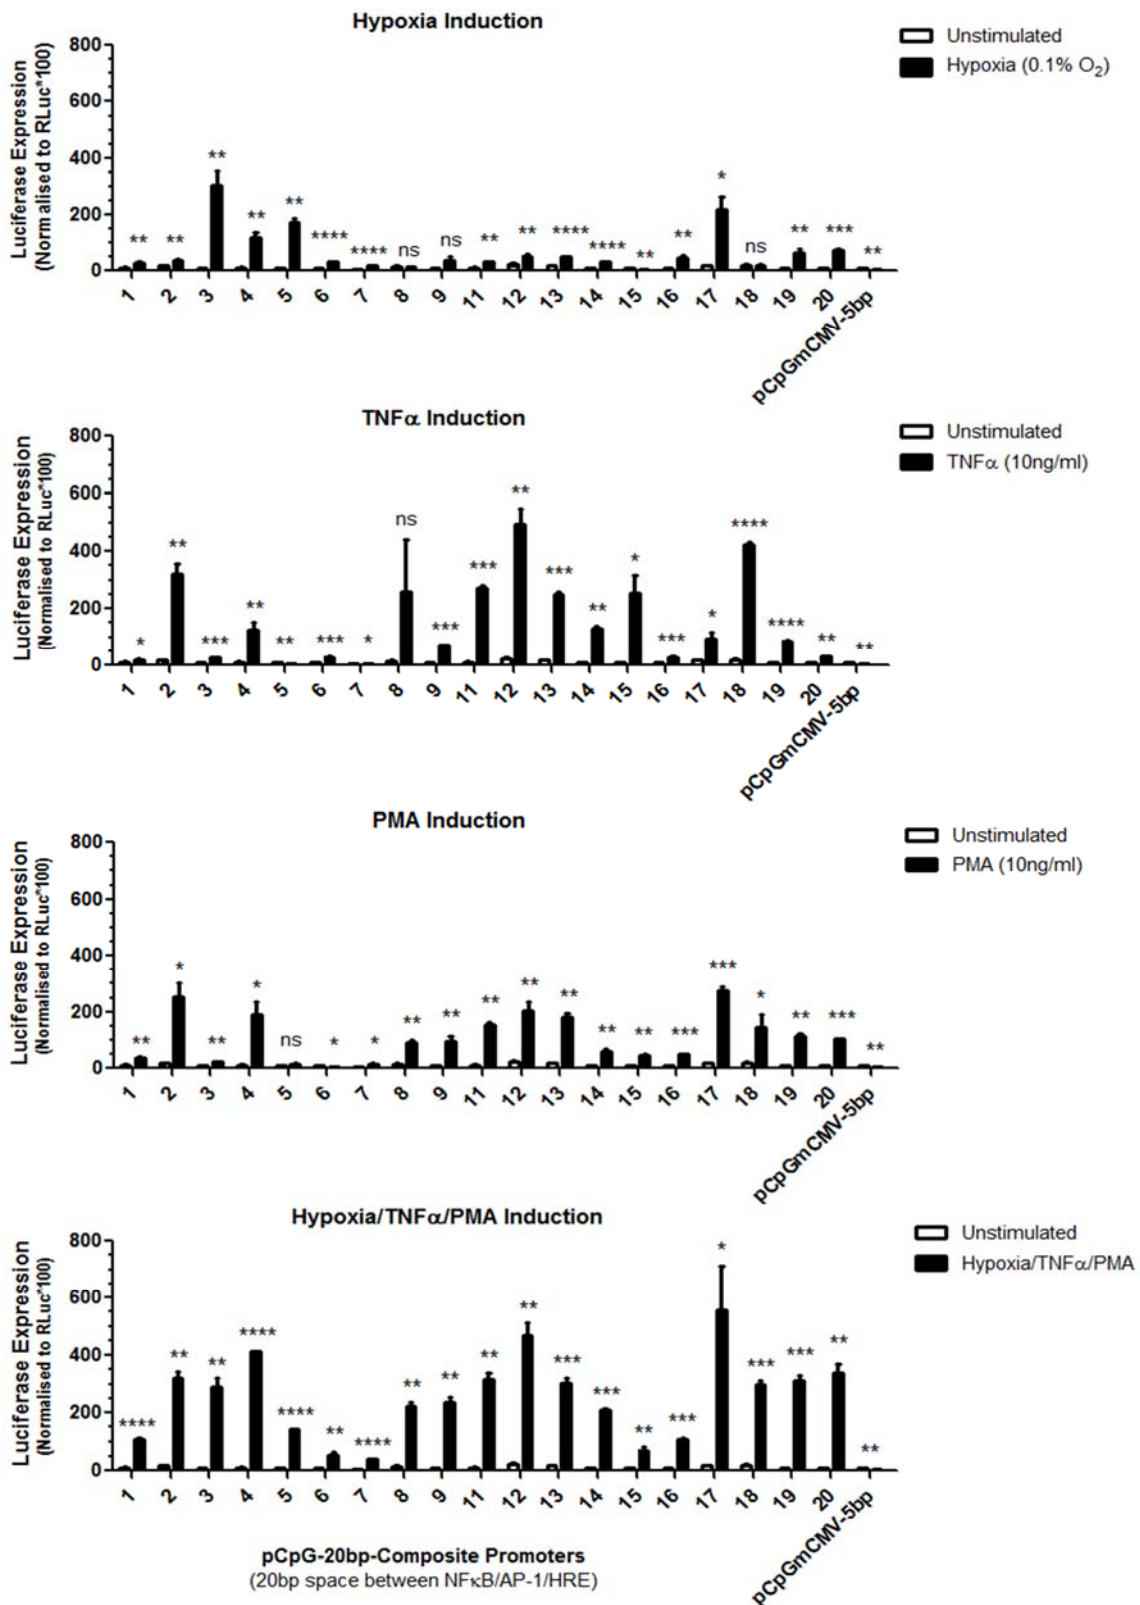 Hypoxia Induction
Unstimulated
Hypoxia (0.1% O₂)
Luciferase Expression
(Normalised to RLuc*100)
800
600
400
200
0
** ** ** ** ** **** **** ns ns ** ** **** **** ** ** * ns ** *** **
1 2 3 4 5 6 7 8 9 11 12 13 14 15 16 17 18 19 20 pCpGmCMV-5bp
TNFα Induction
Unstimulated
TNFα (10ng/ml)
Luciferase Expression
(Normalised to RLuc*100)
800
600
400
200
0
* ** *** ** ** *** * ns *** *** ** *** ** * *** * **** **** ** **
1 2 3 4 5 6 7 8 9 11 12 13 14 15 16 17 18 19 20 pCpGmCMV-5bp
PMA Induction
Unstimulated
PMA (10ng/ml)
Luciferase Expression
(Normalised to RLuc*100)
800
600
400
200
0
** * ** * ns * * ** ** ** ** ** ** ** *** *** * ** *** **
1 2 3 4 5 6 7 8 9 11 12 13 14 15 16 17 18 19 20 pCpGmCMV-5bp
Hypoxia/TNFα/PMA Induction
Unstimulated
Hypoxia/TNFα/PMA
Luciferase Expression
(Normalised to RLuc*100)
800
600
400
200
0
**** ** ** **** **** ** **** ** ** ** ** *** *** ** *** * *** *** ** **
1 2 3 4 5 6 7 8 9 11 12 13 14 15 16 17 18 19 20 pCpGmCMV-5bp
pCpG-20bp-Composite Promoters
(20bp space between NFκB/AP-1/HRE)